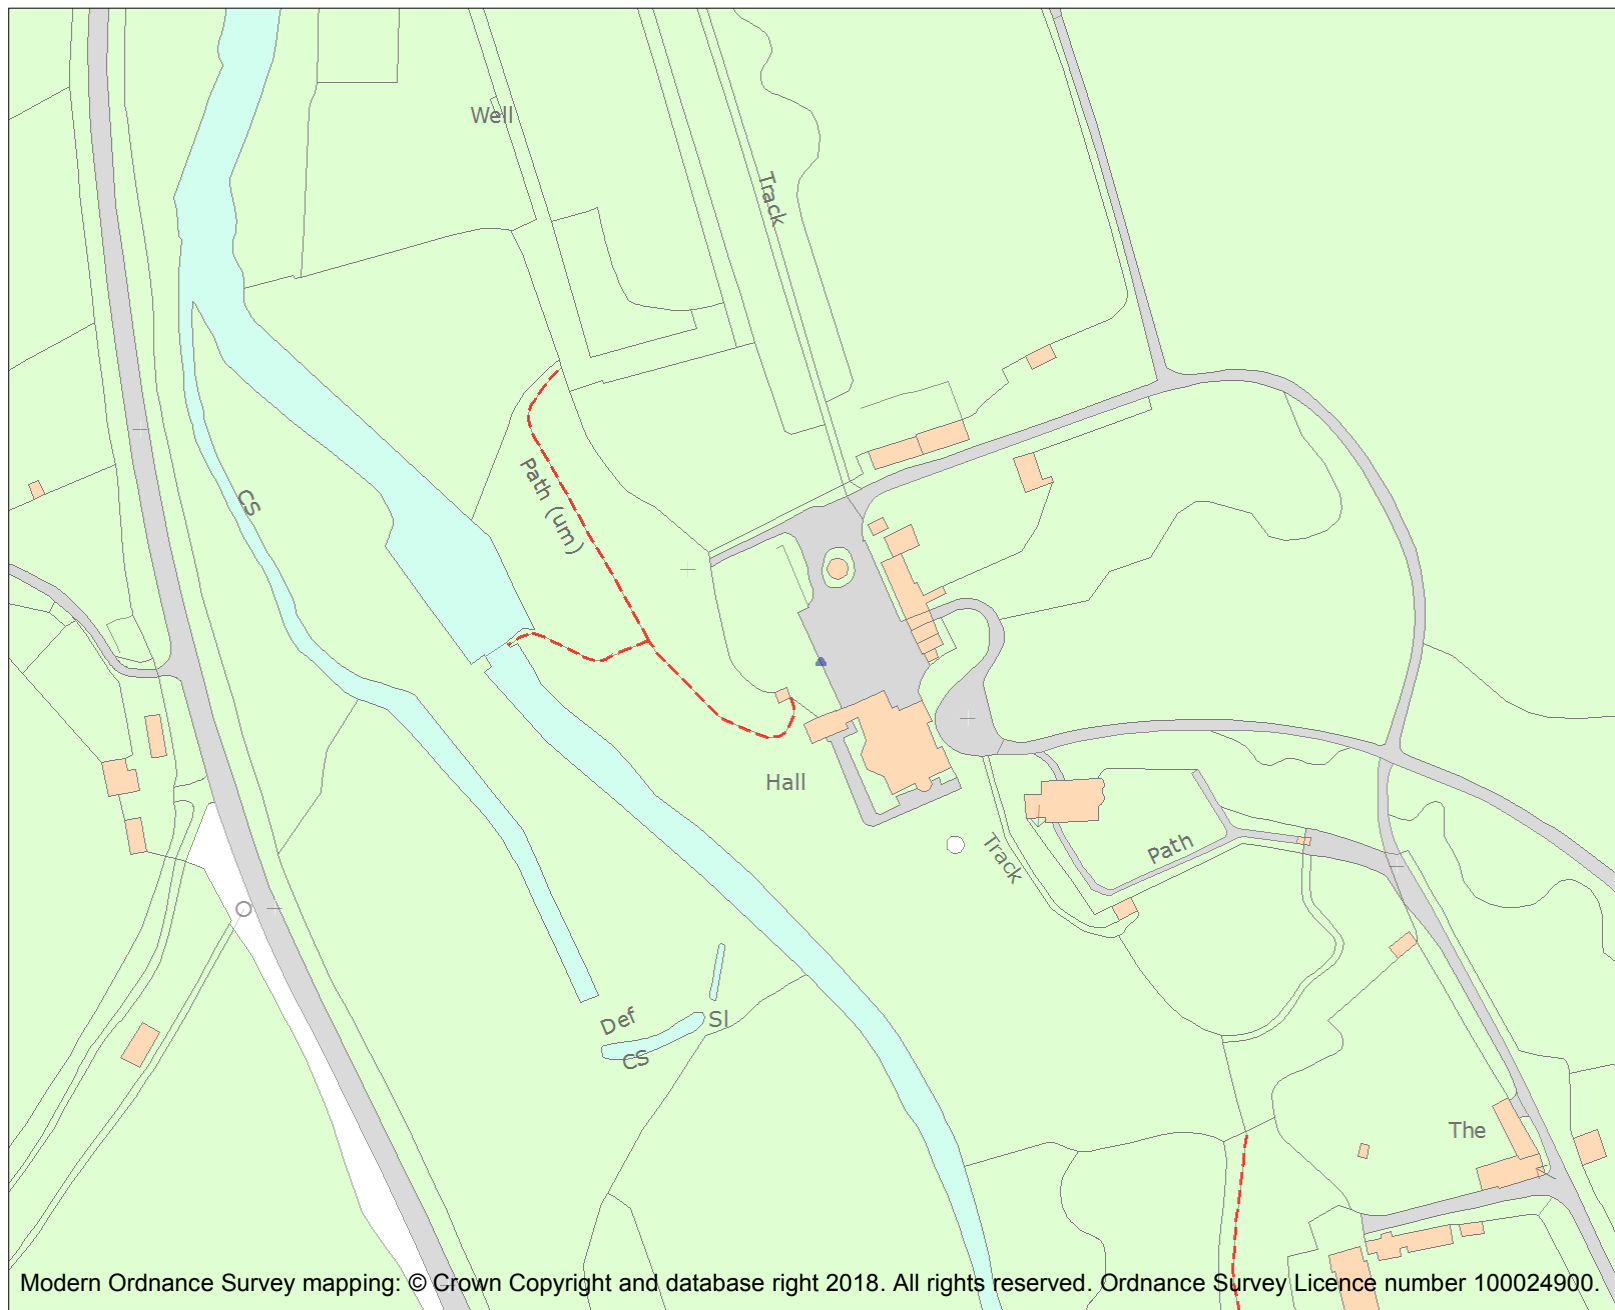 Well
Track
CS
Path (um)
Hall
Track
Path
Def
Sl
CS
The
Modern Ordnance Survey mapping: © Crown Copyright and database right 2018. All rights reserved. Ordnance Survey Licence number 100024900.